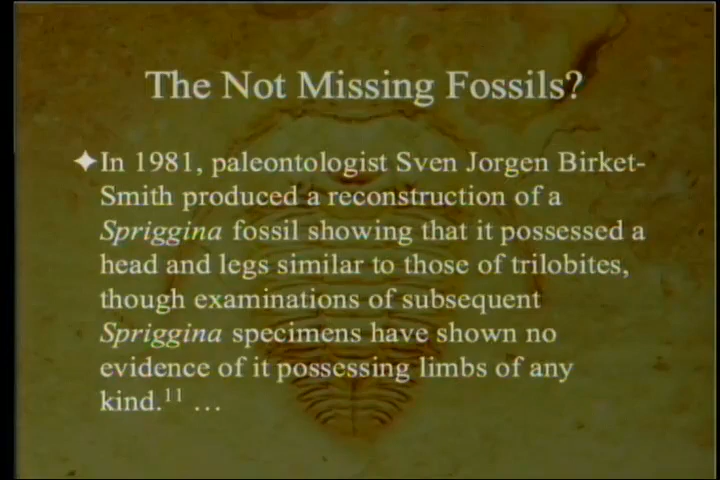 The Not Missing Fossils?
✦In 1981, paleontologist Sven Jorgen Birket-
Smith produced a reconstruction of a
Spriggina fossil showing that it possessed a
head and legs similar to those of trilobites,
though examinations of subsequent
Spriggina specimens have shown no
evidence of it possessing limbs of any
kind.¹¹ …